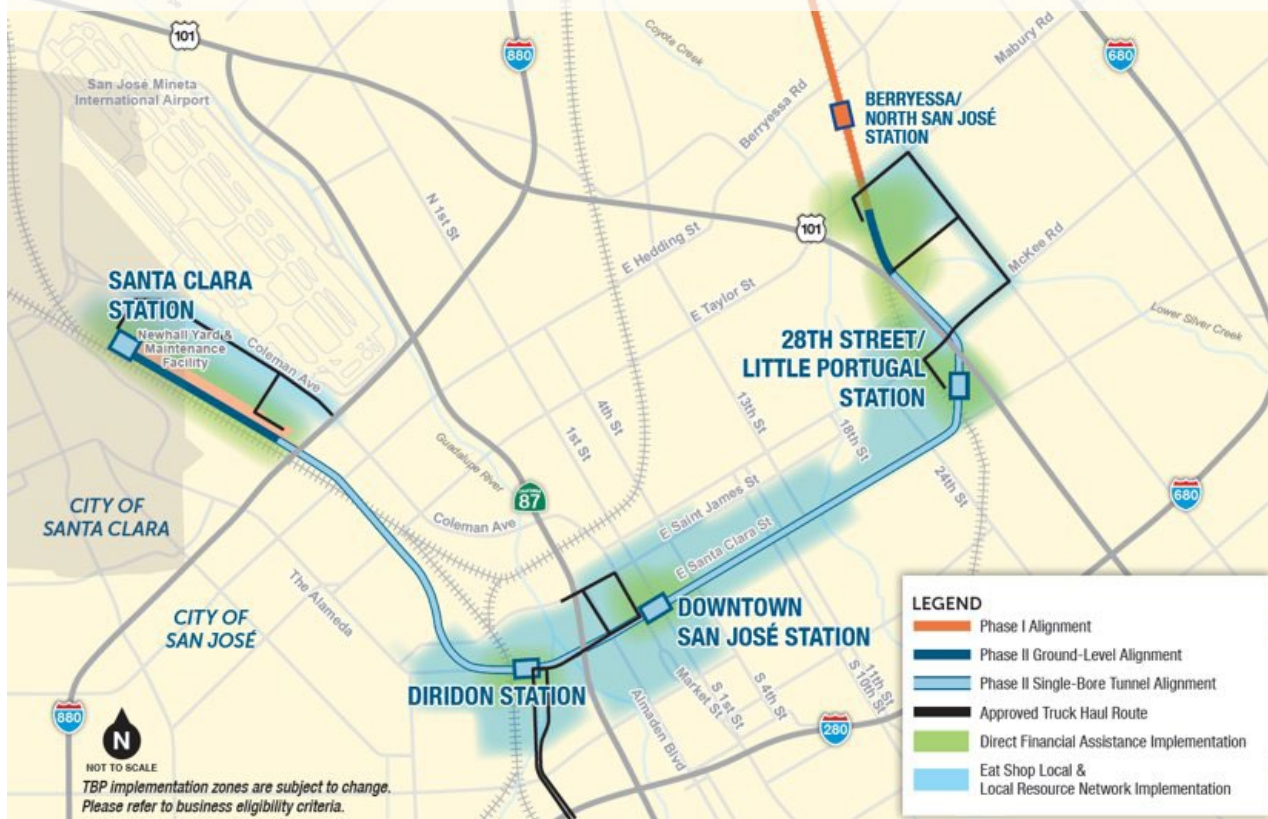 101
880
680
Coyote Creek
Mabury Rd
San José Mineta
International Airport
BERRYESSA/
NORTH SAN JOSÉ
STATION
Berryessa Rd
N 1st St
101
E Hedding St
McKee Rd
SANTA CLARA
STATION
Newhall Yard &
Maintenance
Facility
Coleman Ave
E Taylor St
Lower Silver Creek
28TH STREET/
LITTLE PORTUGAL
STATION
4th St
13th St
1st St
18th St
Guadalupe River
24th St
CALIFORNIA
87
680
CITY OF
SANTA CLARA
Coleman Ave
E Saint James St
E Santa Clara St
The Alameda
CITY OF
SAN JOSÉ
DOWNTOWN
SAN JOSÉ STATION
DIRIDON STATION
Almaden Blvd
Market St
S 1st St
S 4th St
S 10th St
11th St
880
280
N
NOT TO SCALE
TBP implementation zones are subject to change.
Please refer to business eligibility criteria.
LEGEND
Phase I Alignment
Phase II Ground-Level Alignment
Phase II Single-Bore Tunnel Alignment
Approved Truck Haul Route
Direct Financial Assistance Implementation
Eat Shop Local &
Local Resource Network Implementation